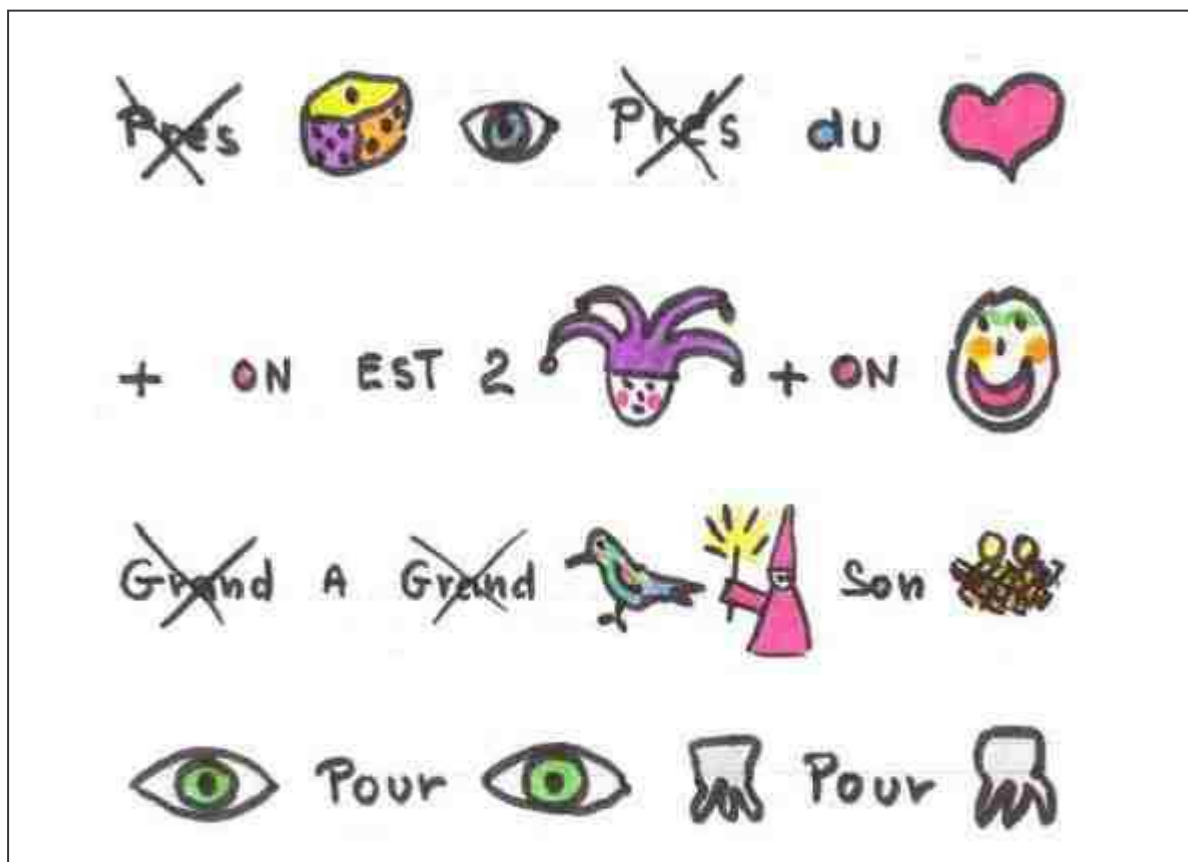 Près Près du
+ ON EST 2 + ON
Grand A Grand Son
Pour Pour